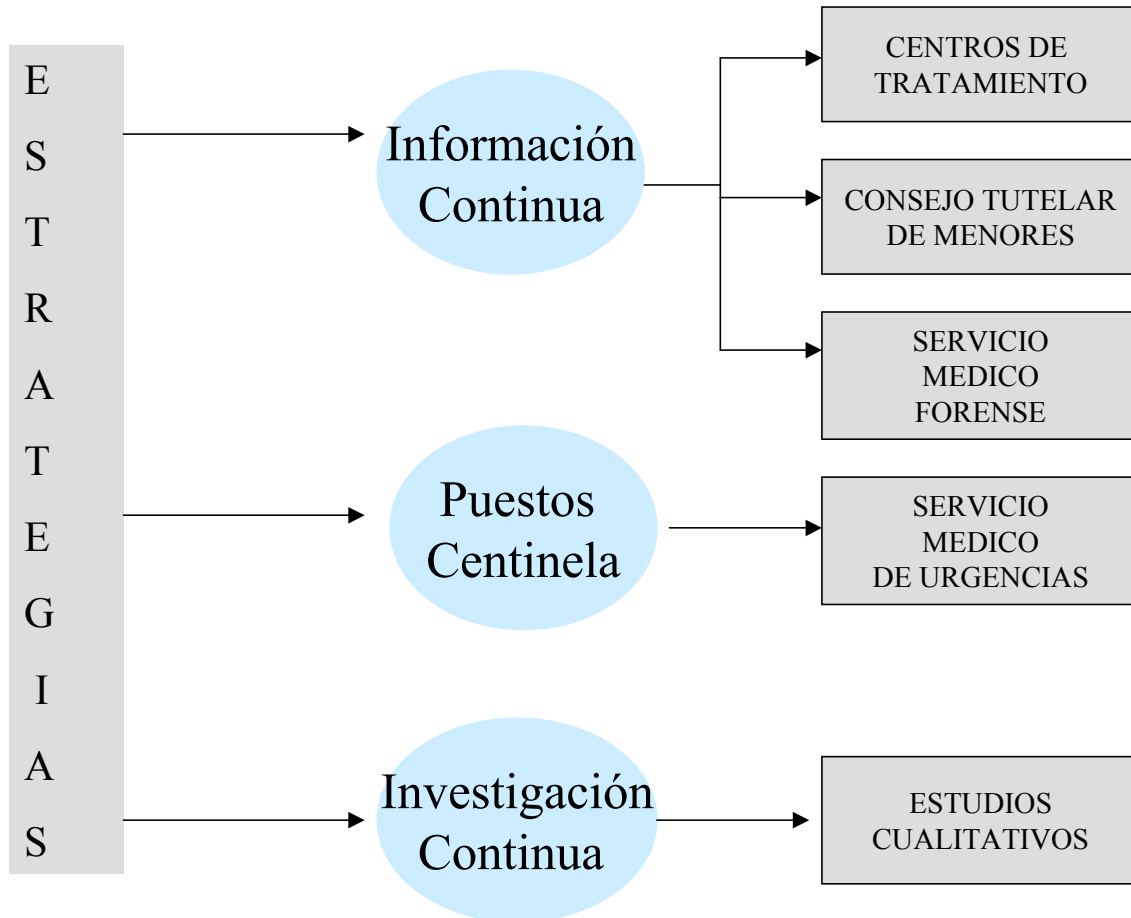 E
S
T
R
A
T
E
G
I
A
S
Información
Continua
CENTROS DE
TRATAMIENTO
CONSEJO TUTELAR
DE MENORES
SERVICIO
MEDICO
FORENSE
Puestos
Centinela
SERVICIO
MEDICO
DE URGENCIAS
Investigación
Continua
ESTUDIOS
CUALITATIVOS